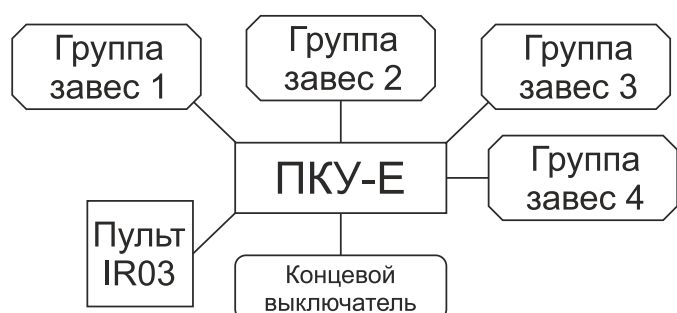 Группа
завес 1
Группа
завес 2
Группа
завес 3
Группа
завес 4
ПКУ-Е
Пульт
IR03
Концевой
выключатель